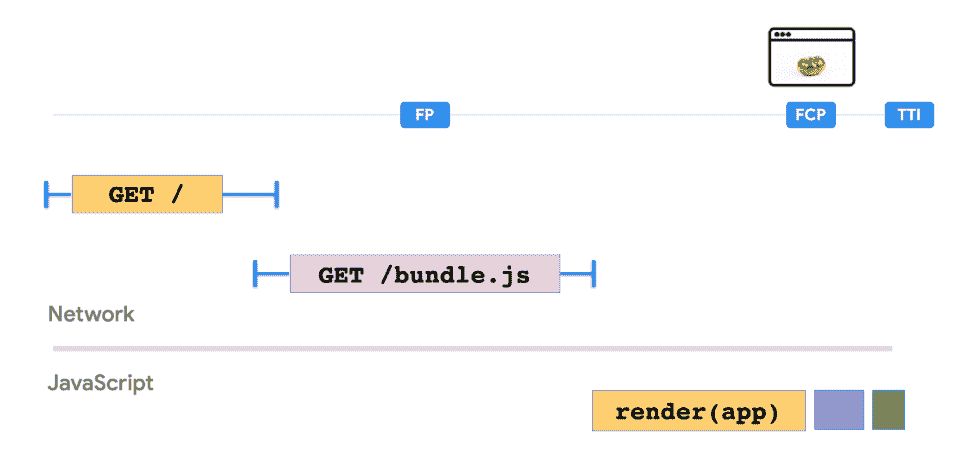 FP
FCP
TTI
GET /
GET /bundle.js
Network
JavaScript
render(app)